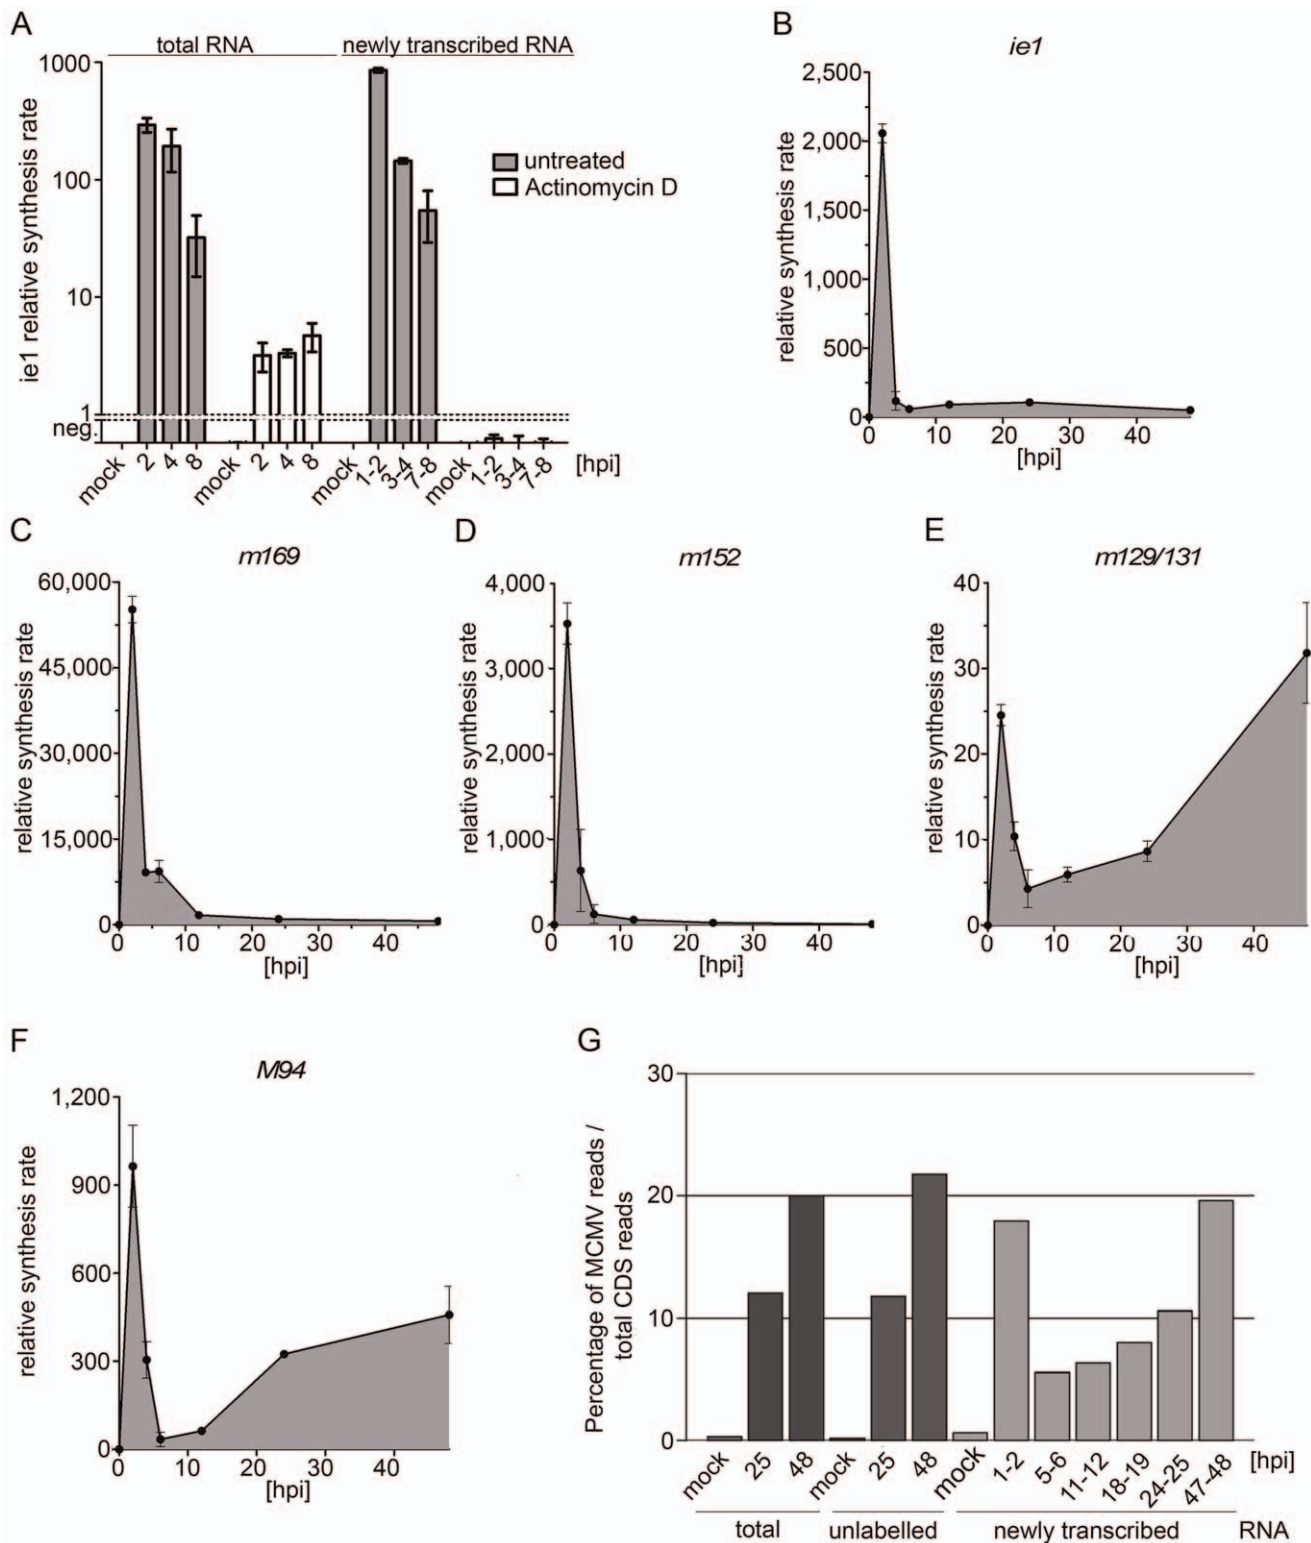 A
total RNA newly transcribed RNA
ie1 relative synthesis rate
1000
100
10
1
neg.
untreated
Actinomycin D
mock 2 4 8 mock 2 4 8 mock 1-2 3-4 7-8 1-2 3-4 7-8 [hpi]
B
ie1
relative synthesis rate
2,500
2,000
1,500
1,000
500
0
0 10 20 30 40
[hpi]
C
m169
relative synthesis rate
60,000
45,000
30,000
15,000
0
0 10 20 30 40
[hpi]
D
m152
relative synthesis rate
4,000
3,000
2,000
1,000
0
0 10 20 30 40
[hpi]
E
m129/131
relative synthesis rate
40
30
20
10
0
0 10 20 30 40
[hpi]
F
M94
relative synthesis rate
1,200
900
600
300
0
0 10 20 30 40
[hpi]
G
Percentage of MCMV reads /
total CDS reads
30
20
10
0
mock 25 48 mock 25 48 mock 1-2 5-6 11-12 18-19 24-25 47-48 [hpi]
total unlabelled newly transcribed RNA